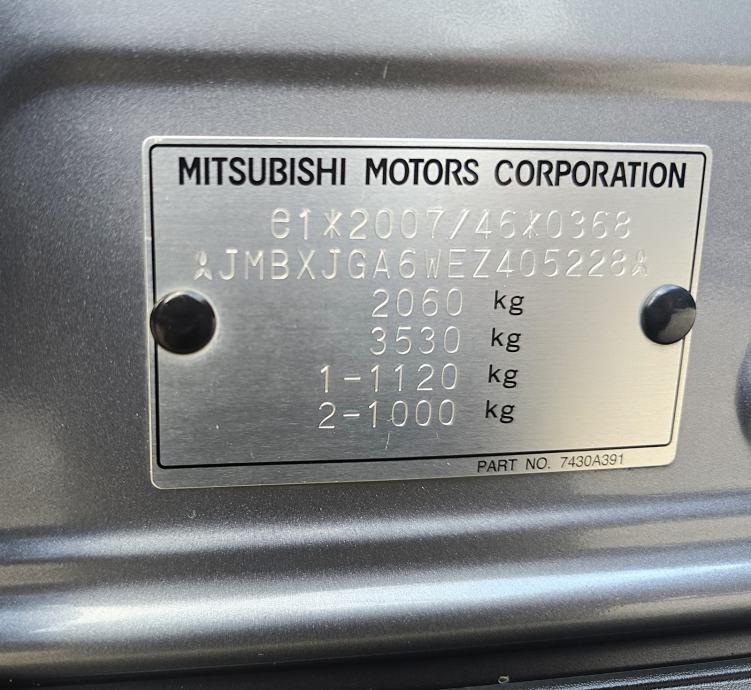 MITSUBISHI MOTORS CORPORATION
e1*2007/46*0368
JMBXJGA6WEZ405228
2060 kg
3530 kg
1-1120 kg
2-1000 kg
PART NO. 7430A391